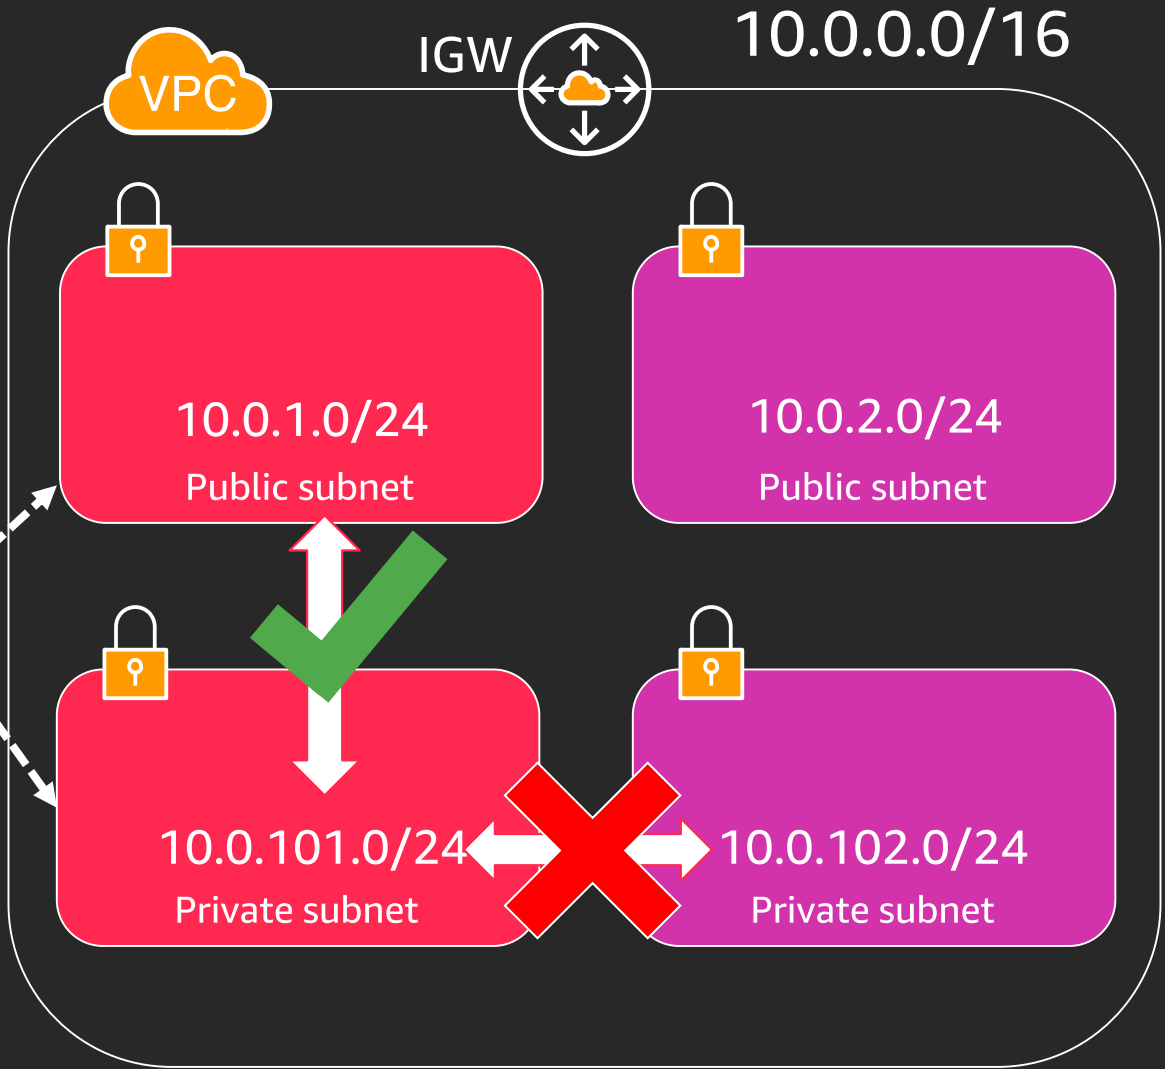 IGW
10.0.0.0/16
VPC
10.0.1.0/24
Public subnet
10.0.2.0/24
Public subnet
10.0.101.0/24
Private subnet
10.0.102.0/24
Private subnet